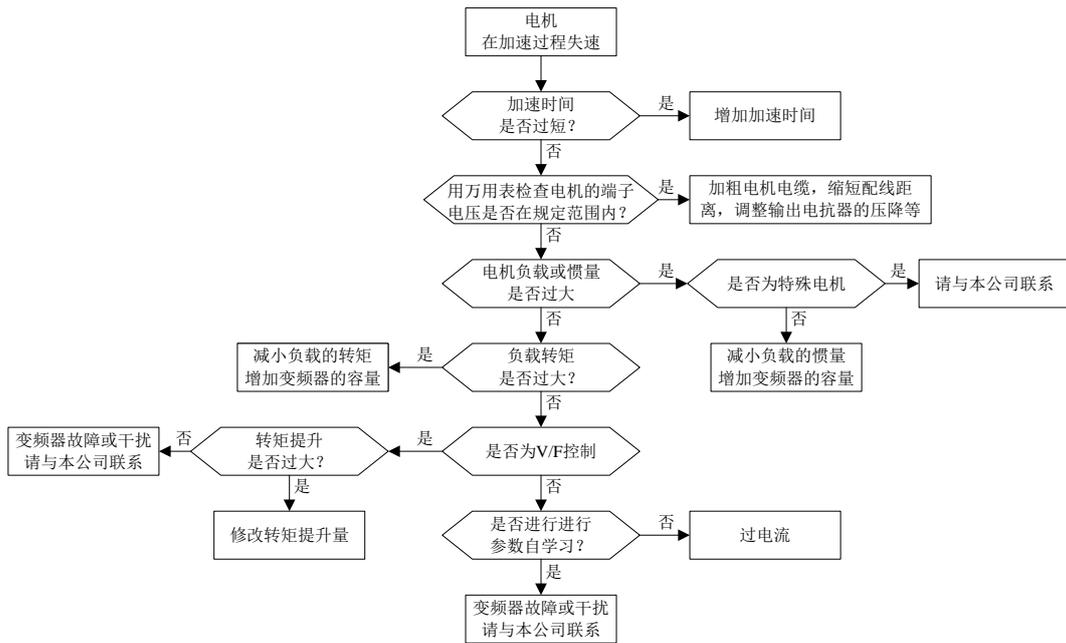 电机
在加速过程失速
加速时间
是否过短？
是
增加加速时间
否
用万用表检查电机的端子
电压是否在规定范围内？
是
加粗电机电缆，缩短配线距
离，调整输出电抗器的压降等
否
电机负载或惯量
是否过大
是
是否为特殊电机
是
请与本公司联系
否
否
减小负载的转矩
增加变频器的容量
是
负载转矩
是否过大？
减小负载的惯量
增加变频器的容量
否
变频器故障或干扰
请与本公司联系
否
转矩提升
是否过大？
是
是否为V/F控制
是
否
修改转矩提升量
是否进行进行
参数自学习？
否
过电流
是
变频器故障或干扰
请与本公司联系